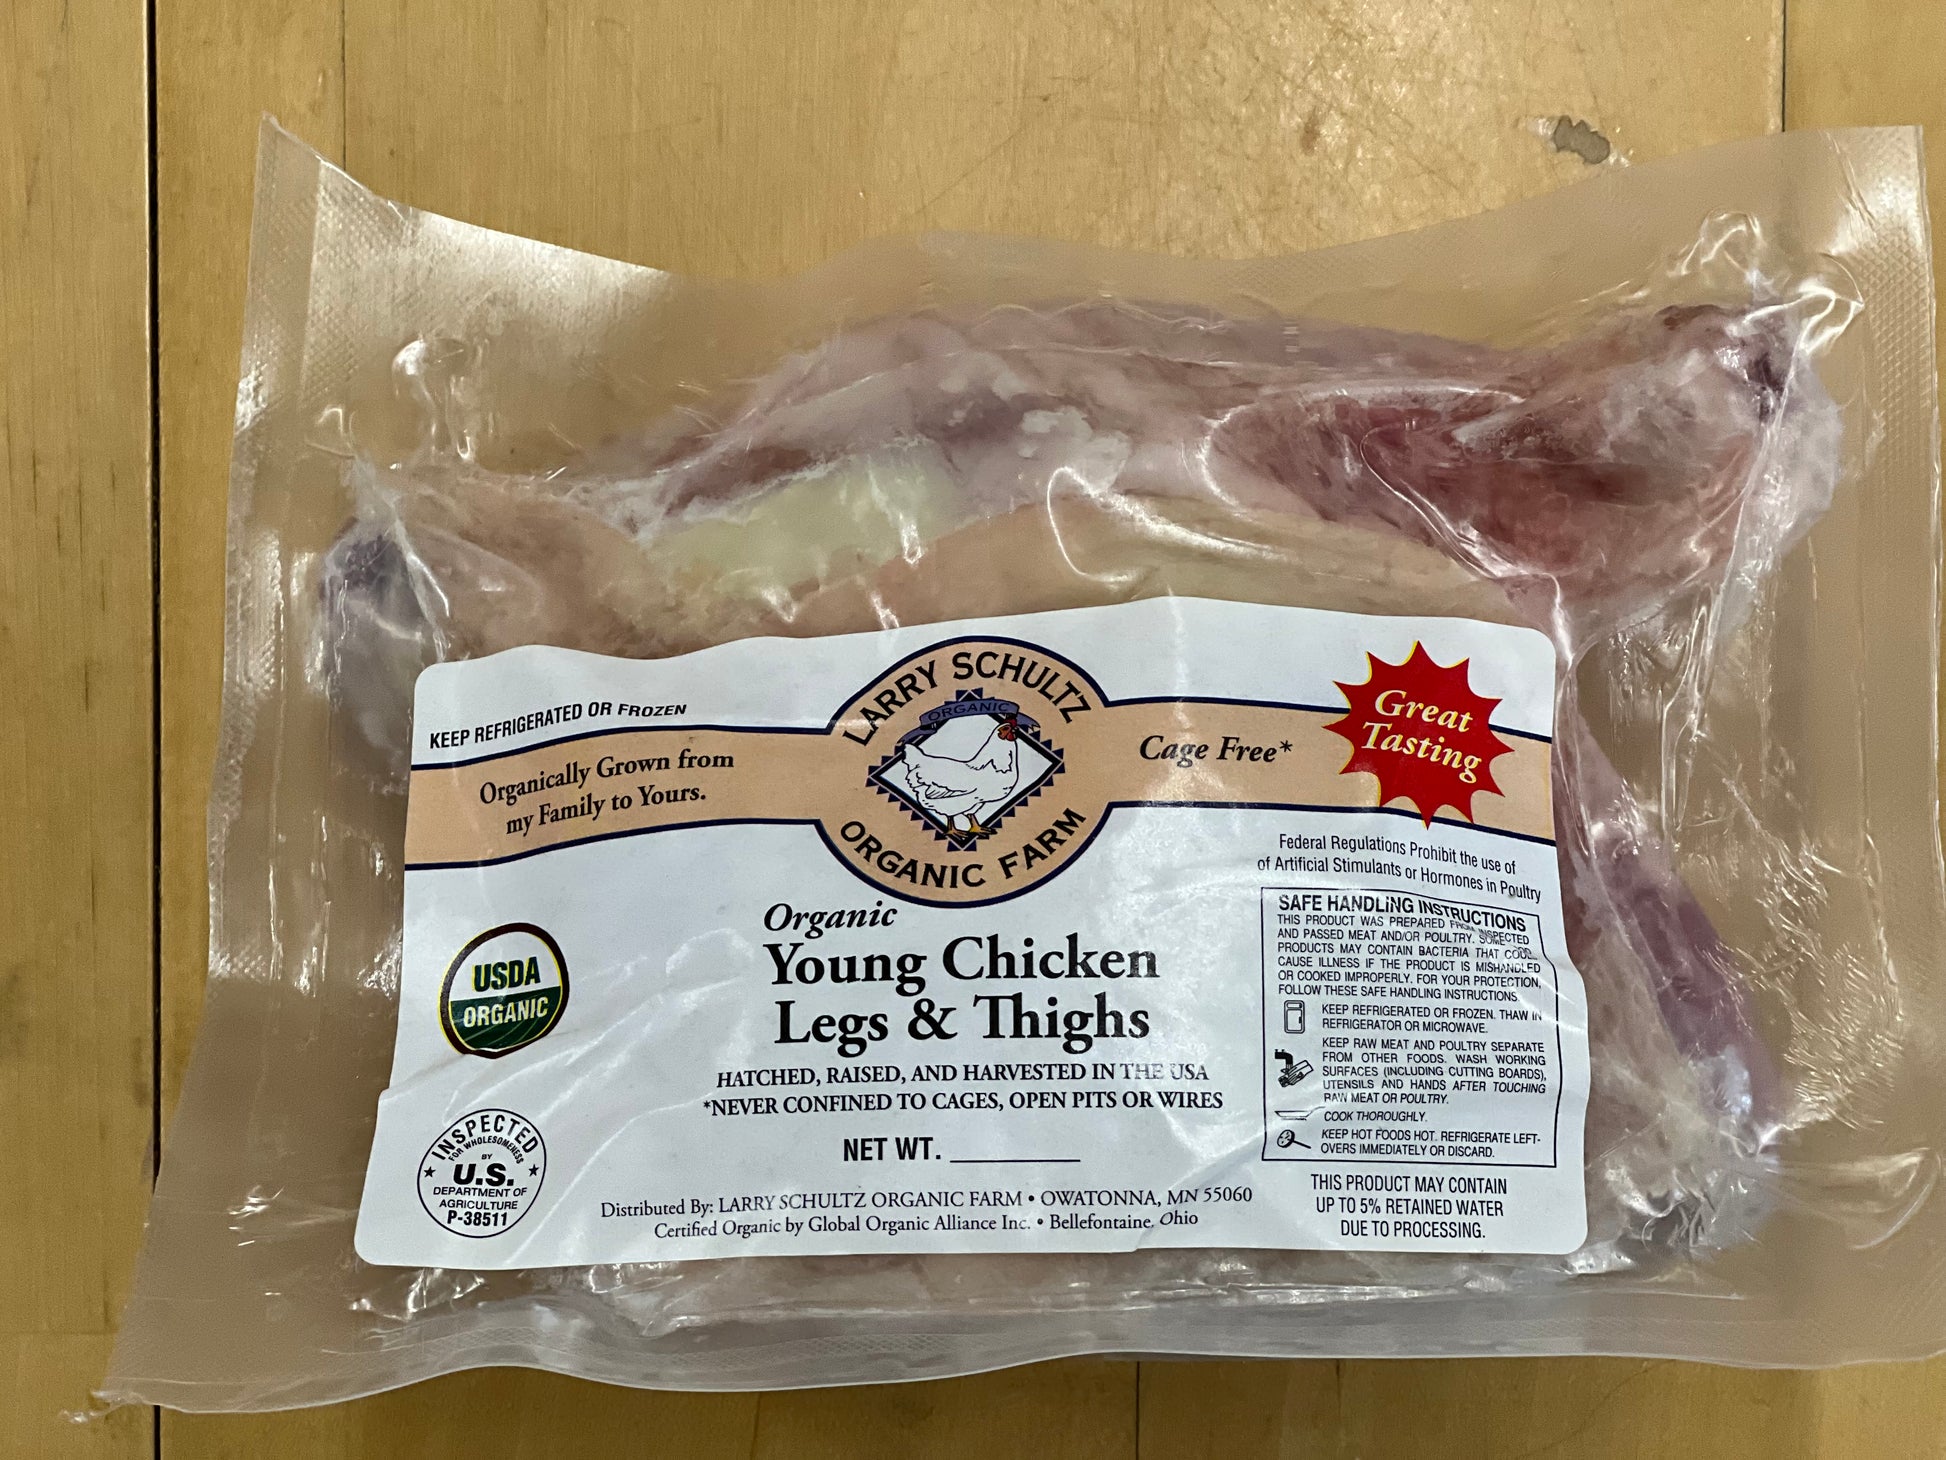 KEEP REFRIGERATED OR FROZEN
Organically Grown from
my Family to Yours.
LARRY SCHULTZ
ORGANIC
ORGANIC FARM
Cage Free*
Great
Tasting
Federal Regulations Prohibit the use of
of Artificial Stimulants or Hormones in Poultry
Organic
Young Chicken
Legs & Thighs
HATCHED, RAISED, AND HARVESTED IN THE USA
*NEVER CONFINED TO CAGES, OPEN PITS OR WIRES
NET WT. __________
Distributed By: LARRY SCHULTZ ORGANIC FARM • OWATONNA, MN 55060
Certified Organic by Global Organic Alliance Inc. • Bellefontaine, Ohio
USDA
ORGANIC
INSPECTED
FOR WHOLESOMENESS
BY
U.S.
DEPARTMENT OF
AGRICULTURE
P-38511
SAFE HANDLING INSTRUCTIONS
THIS PRODUCT WAS PREPARED FROM INSPECTED
AND PASSED MEAT AND/OR POULTRY. SOME FOOD
PRODUCTS MAY CONTAIN BACTERIA THAT COULD
CAUSE ILLNESS IF THE PRODUCT IS MISHANDLED
OR COOKED IMPROPERLY. FOR YOUR PROTECTION,
FOLLOW THESE SAFE HANDLING INSTRUCTIONS
KEEP REFRIGERATED OR FROZEN. THAW IN
REFRIGERATOR OR MICROWAVE.
KEEP RAW MEAT AND POULTRY SEPARATE
FROM OTHER FOODS. WASH WORKING
SURFACES (INCLUDING CUTTING BOARDS),
UTENSILS AND HANDS AFTER TOUCHING
RAW MEAT OR POULTRY.
COOK THOROUGHLY.
KEEP HOT FOODS HOT. REFRIGERATE LEFT-
OVERS IMMEDIATELY OR DISCARD.
THIS PRODUCT MAY CONTAIN
UP TO 5% RETAINED WATER
DUE TO PROCESSING.